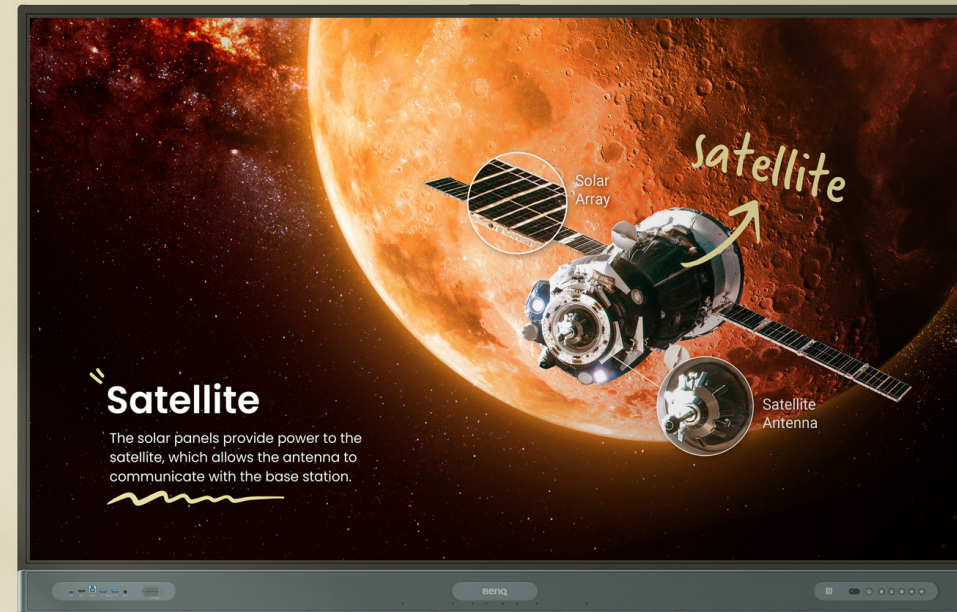 satellite
Solar
Array
Satellite
Antenna
Satellite
The solar panels provide power to the
satellite, which allows the antenna to
communicate with the base station.
BenQ